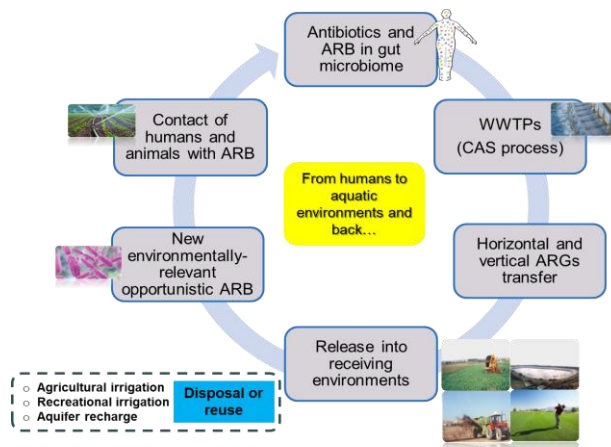 Antibiotics and
ARB in gut
microbiome
WWTPs
(CAS process)
Horizontal and
vertical ARGs
transfer
Release into
receiving
environments
New
environmentally-
relevant
opportunistic ARB
Contact of
humans and
animals with ARB
From humans to
aquatic
environments and
back…
Agricultural irrigation
Recreational irrigation
Aquifer recharge
Disposal or
reuse